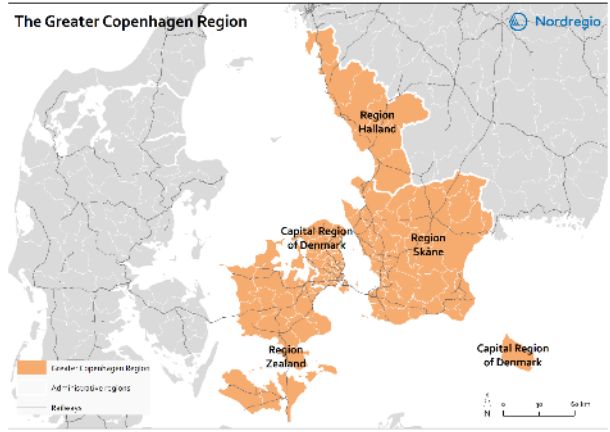 The Greater Copenhagen Region
Nordregio
Region
Halland
Capital Region
of Denmark
Region
Skåne
Region
Zealand
Capital Region
of Denmark
Greater Copenhagen Region
Administrative regions
Railways
N
0 30 60 km